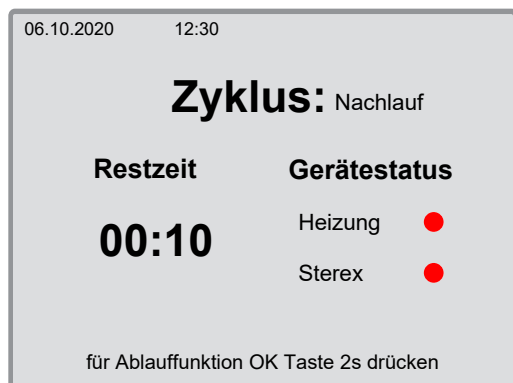 06.10.2020 12:30
Zyklus: Nachlauf
Restzeit Gerätestatus
00:10
Heizung
Sterex
für Ablauffunktion OK Taste 2s drücken